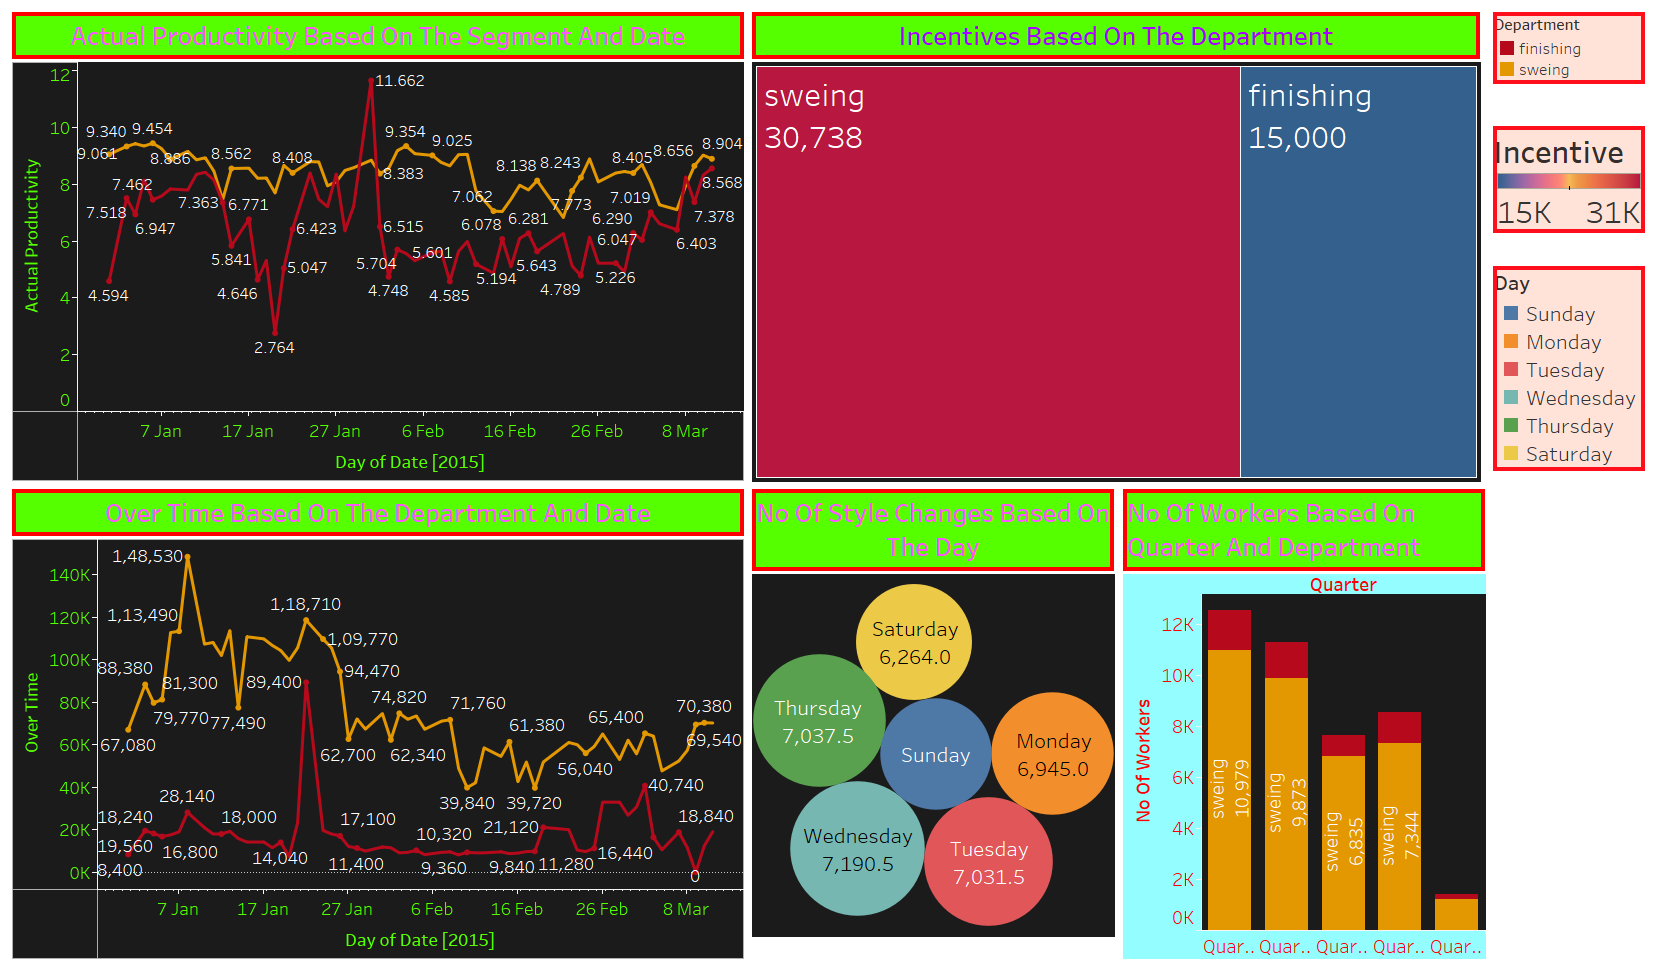 Actual Productivity Based On The Segment And Date
Incentives Based On The Department
Department
finishing
sweing
Incentive
15K 31K
Day
Sunday
Monday
Tuesday
Wednesday
Thursday
Saturday
Actual Productivity
12
10
8
6
4
2
0
11.662
9.340 9.454
9.061
8.886
8.562
8.408
9.354
9.025
8.383
8.138 8.243
8.405
8.656
8.904
7.462
7.518
6.947
7.363
6.771
5.841
4.646
6.423
5.047
2.764
4.594
6.515
5.704
4.748
5.601
4.585
7.062
6.078
5.194
6.281
5.643
4.789
7.773
6.290
6.047
5.226
7.019
6.403
7.378
8.568
7 Jan 17 Jan 27 Jan 6 Feb 16 Feb 26 Feb 8 Mar
Day of Date [2015]
sweing
30,738
finishing
15,000
Over Time Based On The Department And Date
Over Time
140K
120K
100K
80K
60K
40K
20K
0K
1,48,530
1,13,490
88,380
81,300
79,770
77,490
67,080
89,400
1,18,710
1,09,770
94,470
74,820
62,700
62,340
71,760
39,840
61,380
39,720
56,040
65,400
40,740
70,380
69,540
18,240
19,560
8,400
28,140
16,800
18,000
14,040
17,100
11,400
10,320
9,360
21,120
9,840
11,280
16,440
18,840
0
7 Jan 17 Jan 27 Jan 6 Feb 16 Feb 26 Feb 8 Mar
Day of Date [2015]
No Of Style Changes Based On
The Day
Saturday
6,264.0
Thursday
7,037.5
Sunday
Monday
6,945.0
Wednesday
7,190.5
Tuesday
7,031.5
No Of Workers Based On
Quarter And Department
Quarter
No Of Workers
12K
10K
8K
6K
4K
2K
0K
sweing
10,979
sweing
9,873
sweing
6,835
sweing
7,344
Quar.. Quar.. Quar.. Quar.. Quar..